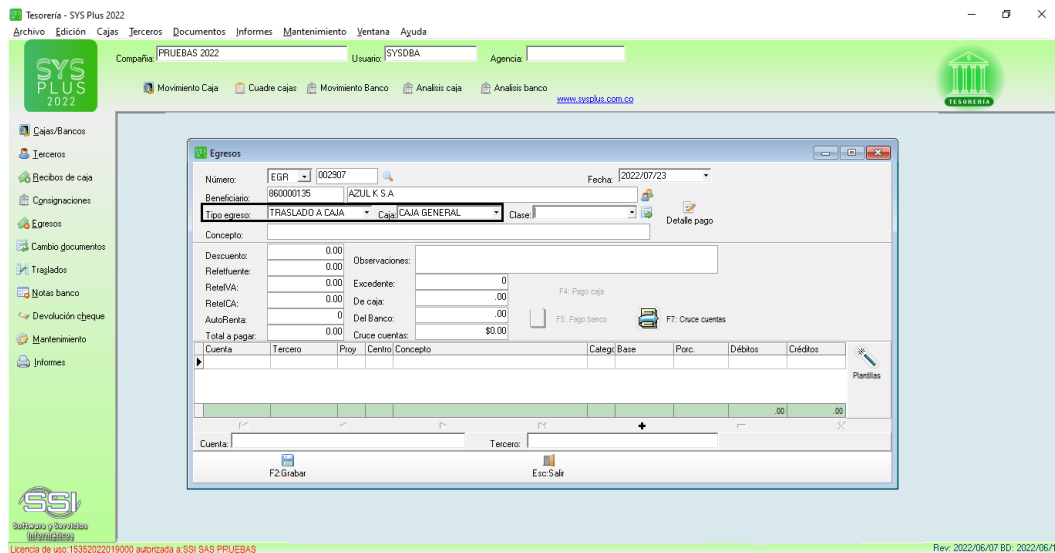 Tesorería - SYS Plus 2022
Archivo Edición Cajas Terceros Documentos Informes Mantenimiento Ventana Ayuda
SYS
PLUS
2022
Compañia: PRUEBAS 2022 Usuario: SYSDBA Agencia:
Movimiento Caja Cuadre cajas Movimiento Banco Analisis caja Analisis banco
www.sysplus.com.co
TESORERIA
Cajas/Bancos
Terceros
Recibos de caja
Consignaciones
Egresos
Cambio documentos
Traslados
Notas banco
Devolución cheque
Mantenimiento
Informes
Egresos
Número: EGR 002907 Fecha: 2022/07/23
Beneficiario: 860000135 AZUL K S.A
Tipo egreso: TRASLADO A CAJA Caja: CAJA GENERAL Clase: Detalle pago
Concepto:
Descuento: 0.00 Observaciones:
Retefuente: 0.00
ReteIVA: 0.00 Excedente: 0 F4: Pago caja
ReteICA: 0.00 De caja: .00
AutoRenta: 0 Del Banco: .00 F5: Pago banco F7: Cruce cuentas
Total a pagar: 0.00 Cruce cuentas: $0.00
Cuenta Tercero Proy Centro Concepto Catego Base Porc. Débitos Créditos
Plantillas
.00 .00
Cuenta: Tercero:
F2:Grabar Esc:Salir
SSI
Software y Servicios
Informáticos
Licencia de uso:15352022019000 autorizada a:SSI SAS PRUEBAS Rev: 2022/06/07 BD: 2022/06/1